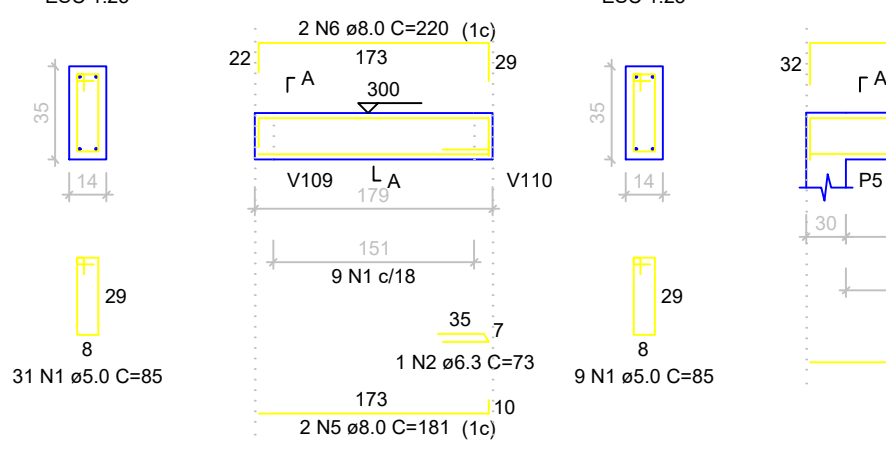 2 N6 ø8.0 C=220 (1c)
22
173
29
32
A
A
300
35
35
14
V109
A
V110
14
P5
179
30
151
9 N1 c/18
29
29
35
7
8
1 N2 ø6.3 C=73
8
31 N1 ø5.0 C=85
9 N1 ø5.0 C=85
173
10
2 N5 ø8.0 C=181 (1c)